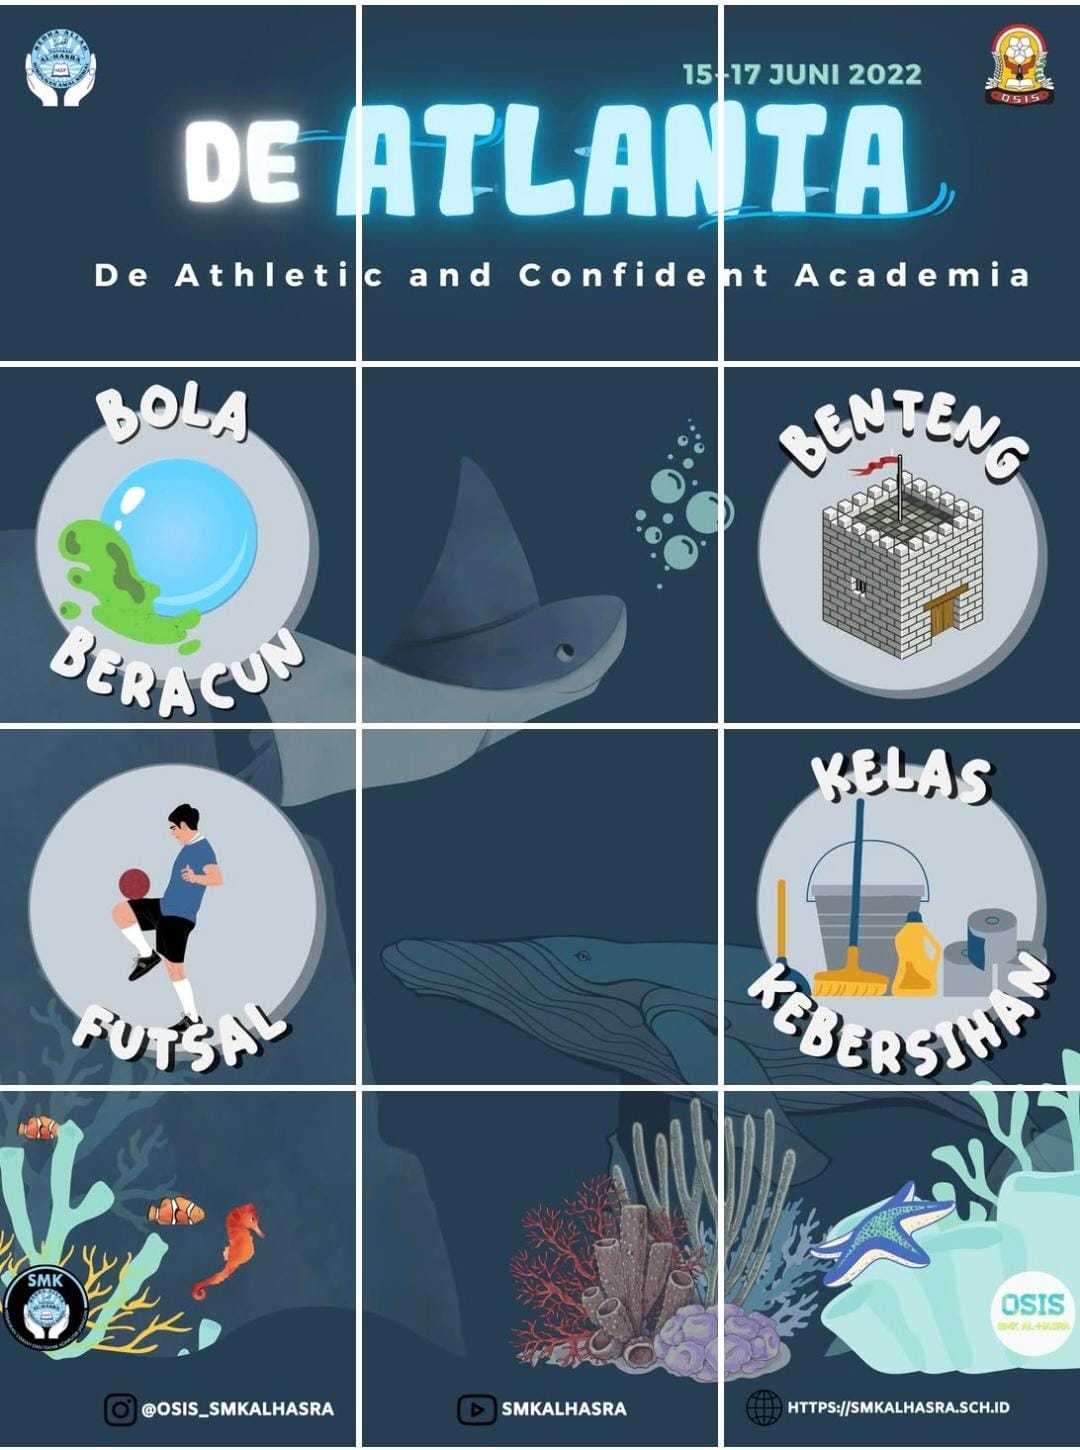 15-17 JUNI 2022
OSIS
DE ATLANTA
De Athletic and Confident Academia
BOLA
BERACUN
BENTENG
FUTSAL
KELAS
KEBERSIHAN
SMK
OSIS
SMK AL-HASRA
@OSIS_SMKALHASRA
SMKALHASRA
HTTPS://SMKALHASRA.SCH.ID